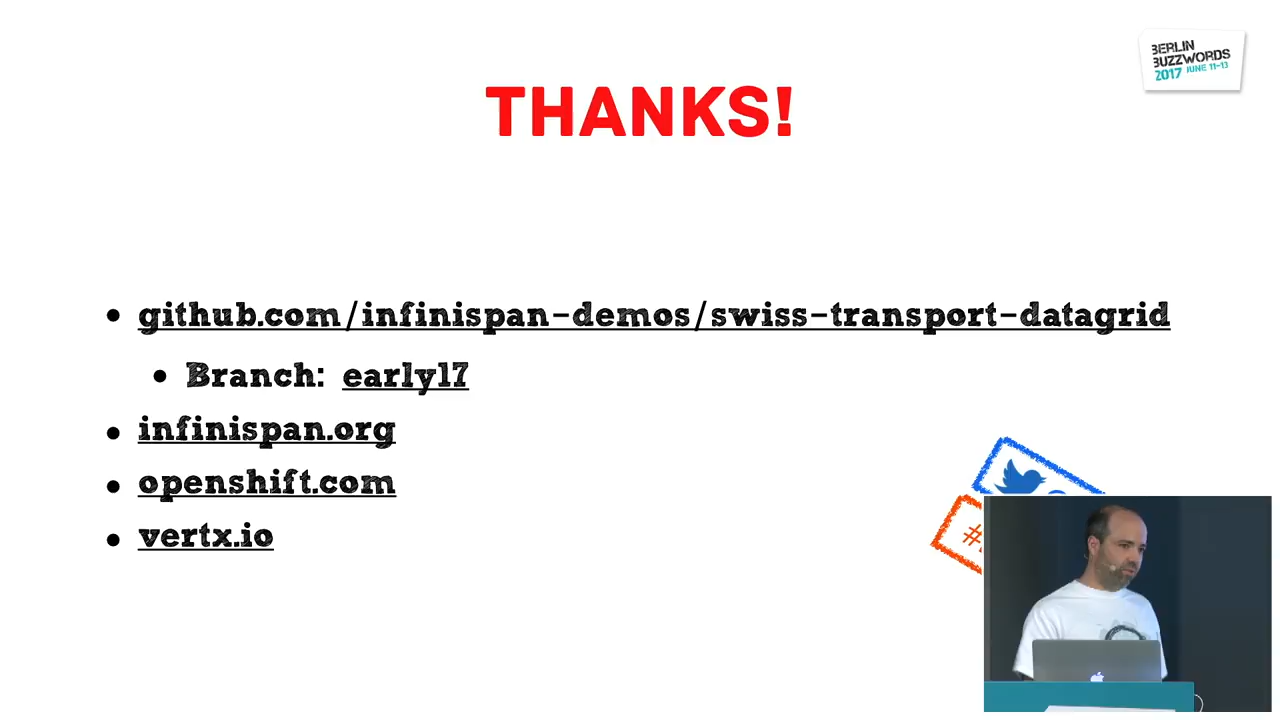 BERLIN
BUZZWORDS
2017 JUNE 11-13
THANKS!
• github.com/infinispan-demos/swiss-transport-datagrid
• Branch: early17
• infinispan.org
• openshift.com
• vertx.io
#